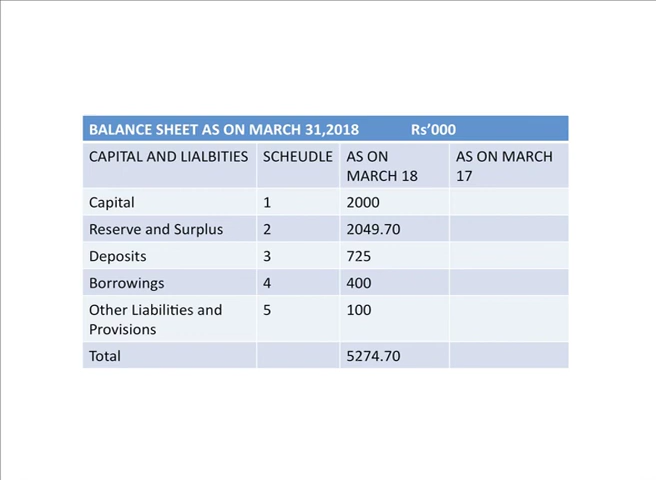 BALANCE SHEET AS ON MARCH 31,2018 Rs’000
CAPITAL AND LIALBITIES SCHEUDLE AS ON MARCH 18 AS ON MARCH 17
Capital 1 2000
Reserve and Surplus 2 2049.70
Deposits 3 725
Borrowings 4 400
Other Liabilities and Provisions 5 100
Total 5274.70